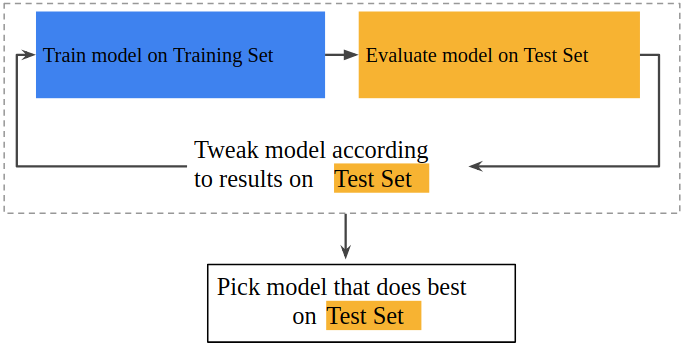 Train model on Training Set
Evaluate model on Test Set
Tweak model according
to results on Test Set
Pick model that does best
on Test Set